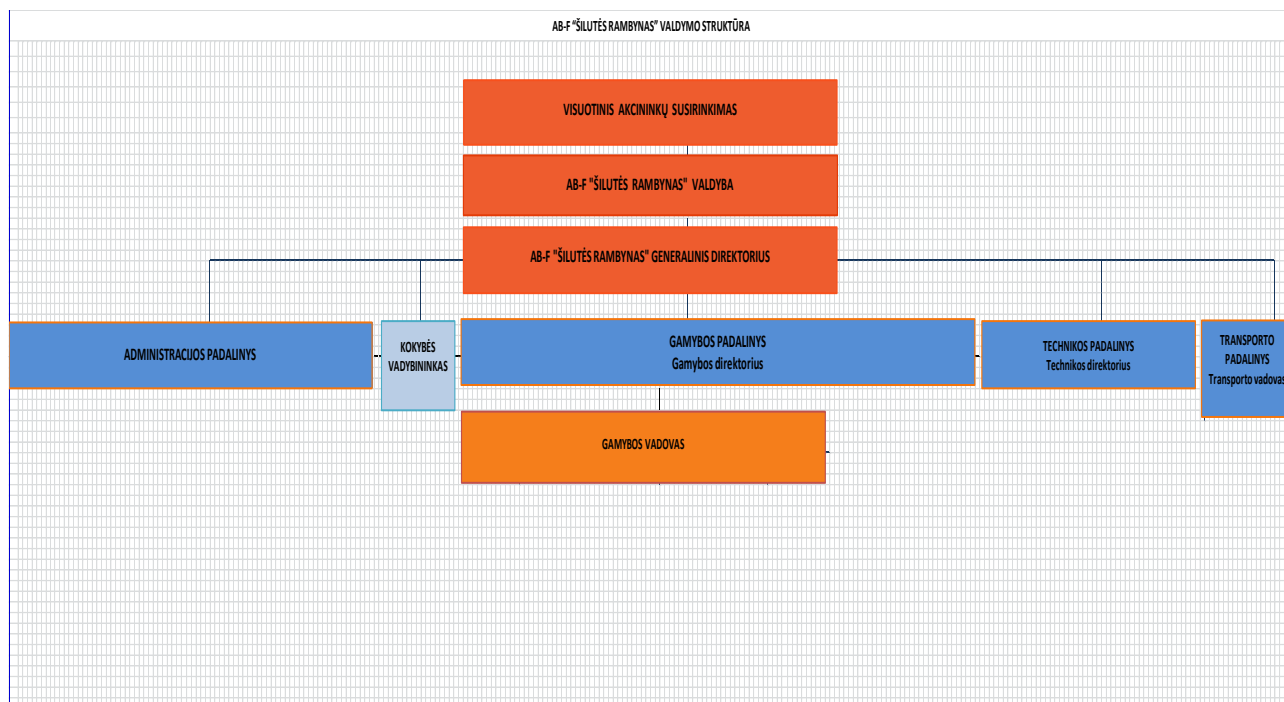 AB-F “ŠILUTĖS RAMBYNAS” VALDYMO STRUKTŪRA
VISUOTINIS AKCININKŲ SUSIRINKIMAS
AB-F "ŠILUTĖS RAMBYNAS" VALDYBA
AB-F "ŠILUTĖS RAMBYNAS" GENERALINIS DIREKTORIUS
ADMINISTRACIJOS PADALINYS
KOKYBĖS
VADYBININKAS
GAMYBOS PADALINYS
Gamybos direktorius
TECHNIKOS PADALINYS
Technikos direktorius
TRANSPORTO
PADALINYS
Transporto vadovas
GAMYBOS VADOVAS